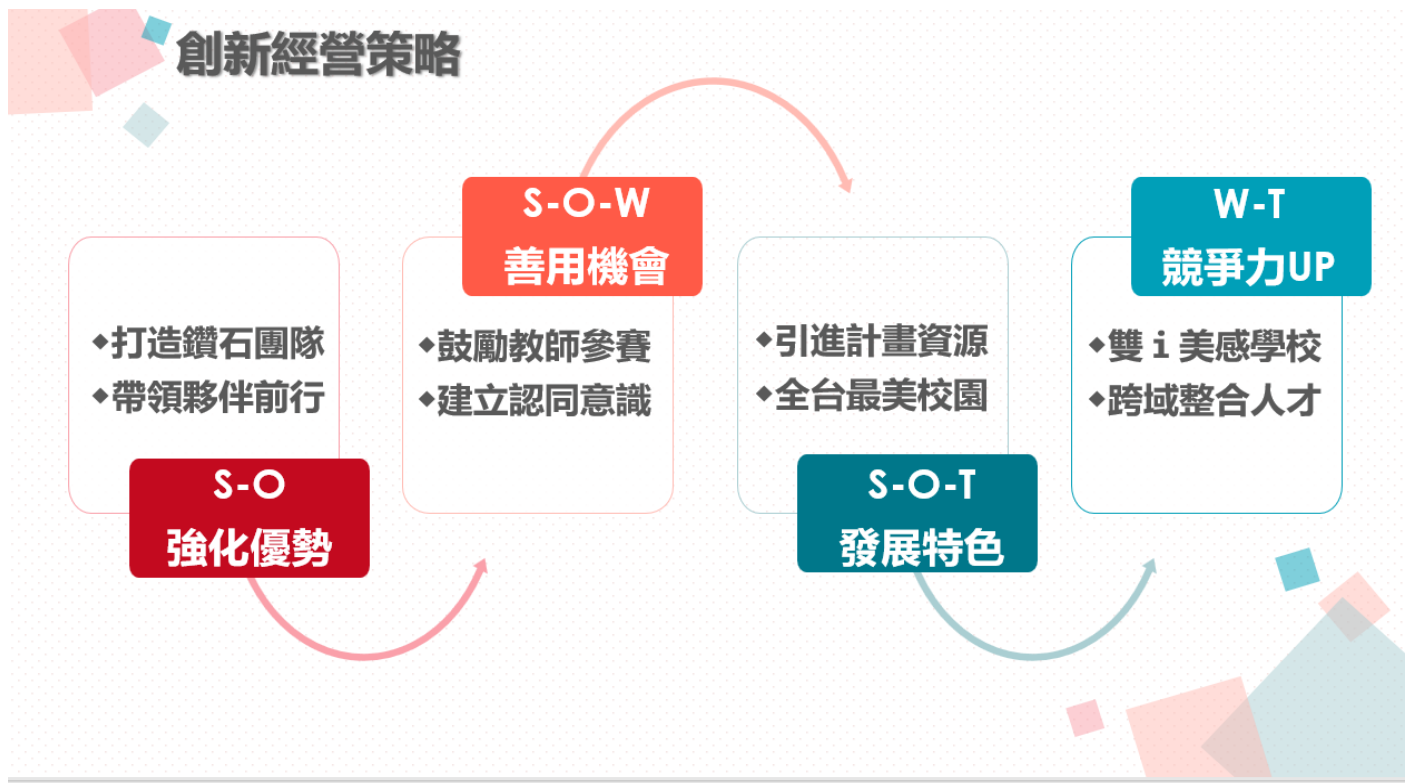 創新經營策略
◆打造鑽石團隊
◆帶領夥伴前行
S-O
強化優勢
S-O-W
善用機會
◆鼓勵教師參賽
◆建立認同意識
◆引進計畫資源
◆全台最美校園
S-O-T
發展特色
W-T
競爭力UP
◆雙 i 美感學校
◆跨域整合人才